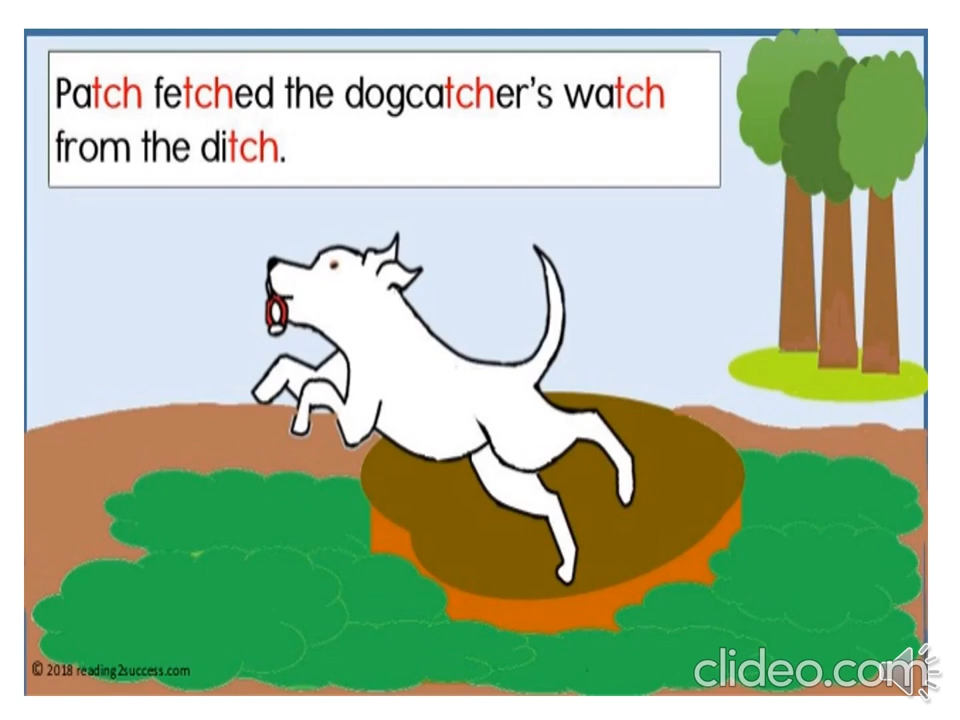 Patch fetched the dogcatcher's watch
from the ditch.
© 2018 reading2success.com
clideo.com